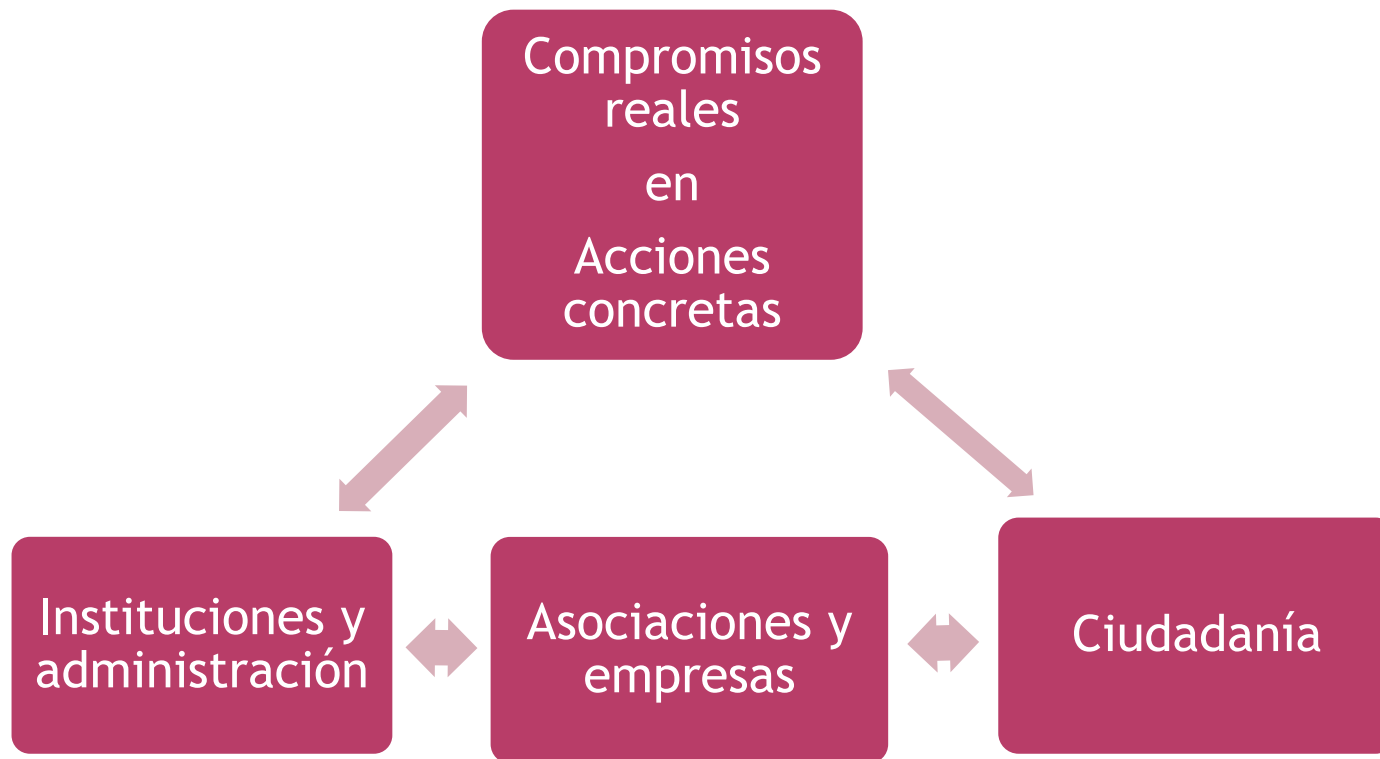 Compromisos
reales
en
Acciones
concretas
Instituciones y
administración
Asociaciones y
empresas
Ciudadanía